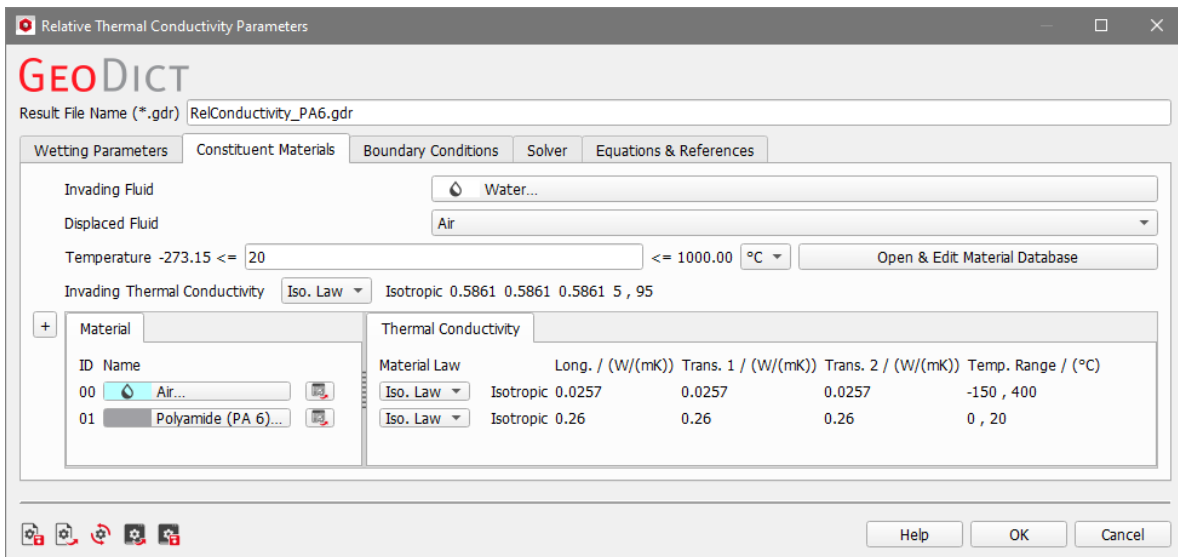 Relative Thermal Conductivity Parameters
GEODICT
Result File Name (*.gdr) RelConductivity_PA6.gdr
Wetting Parameters Constituent Materials Boundary Conditions Solver Equations & References
Invading Fluid Water...
Displaced Fluid Air
Temperature -273.15 <= 20 <= 1000.00 °C Open & Edit Material Database
Invading Thermal Conductivity Iso. Law Isotropic 0.5861 0.5861 0.5861 5 , 95
+ Material Thermal Conductivity
ID Name Material Law Long. / (W/(mK)) Trans. 1 / (W/(mK)) Trans. 2 / (W/(mK)) Temp. Range / (°C)
00 Air... Iso. Law Isotropic 0.0257 0.0257 0.0257 -150 , 400
01 Polyamide (PA 6)... Iso. Law Isotropic 0.26 0.26 0.26 0 , 20
Help OK Cancel